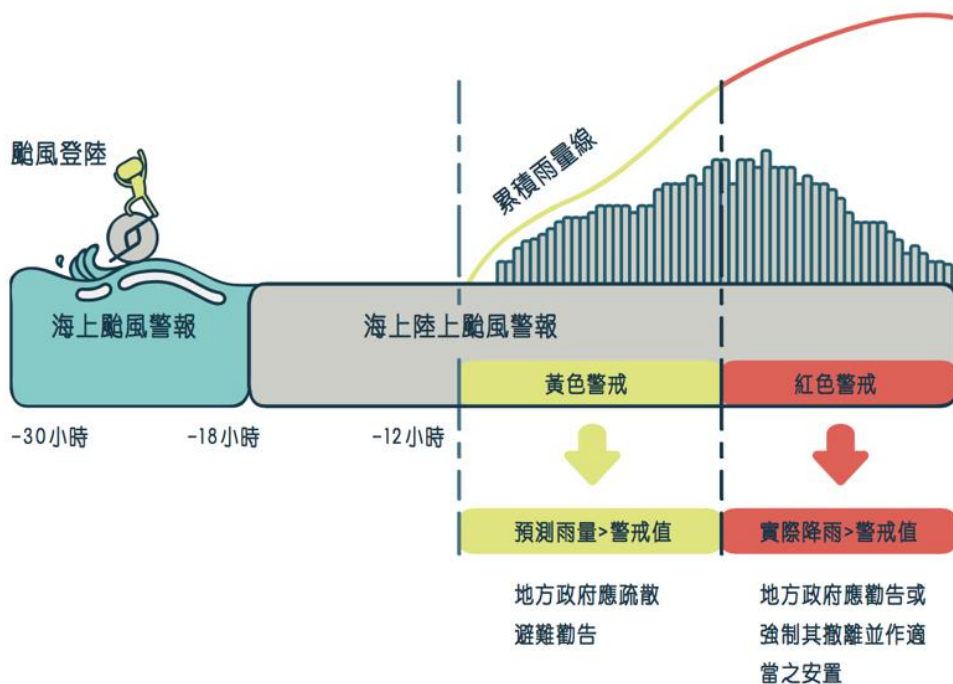 颱風登陸
累積雨量線
海上颱風警報
海上陸上颱風警報
黃色警戒
紅色警戒
-30小時
-18小時
-12小時
預測雨量>警戒值
實際降雨>警戒值
地方政府應疏散
避難勸告
地方政府應勸告或
強制其撤離並作適
當之安置